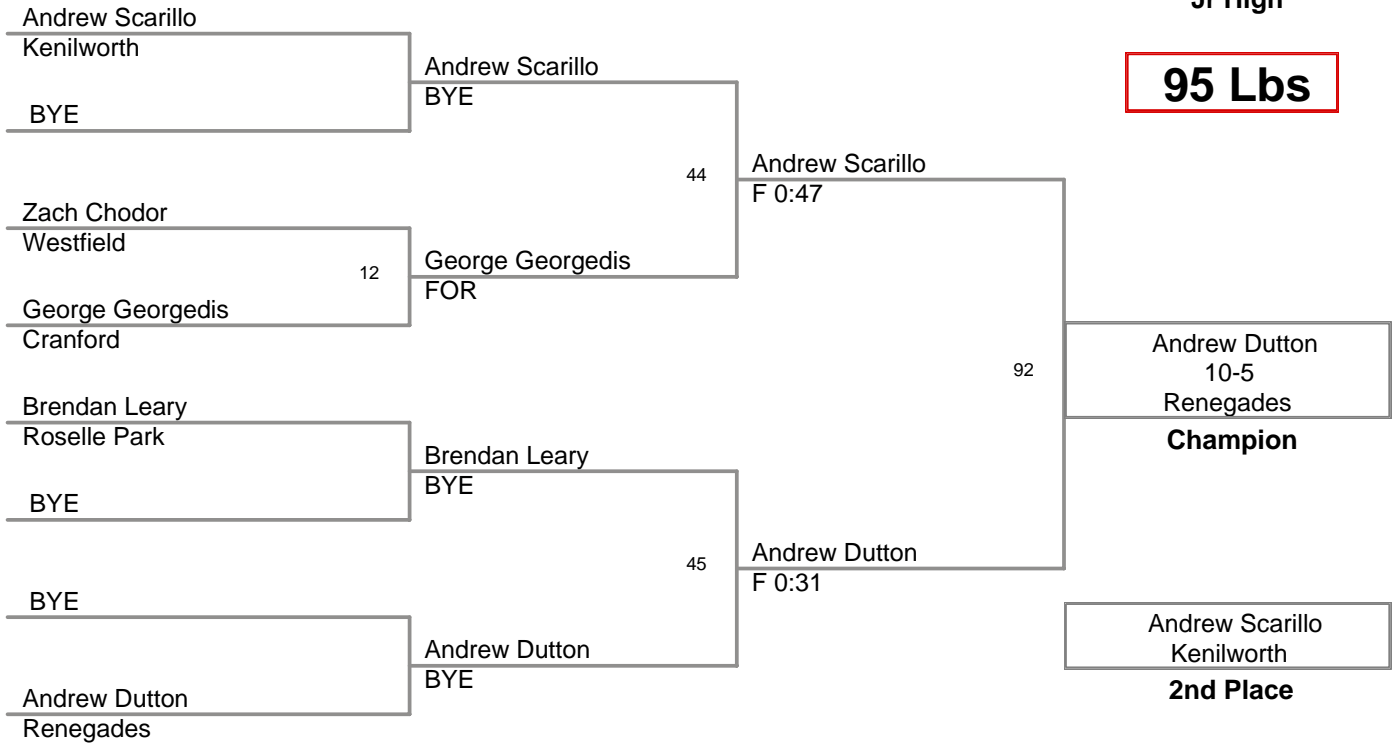 Jr High
95 Lbs
Andrew Scarillo
Kenilworth
BYE
Zach Chodor
Westfield
12
George Georgedis
Cranford
Brendan Leary
Roselle Park
BYE
BYE
Andrew Dutton
Renegades
Andrew Scarillo
BYE
44
George Georgedis
FOR
Brendan Leary
BYE
45
Andrew Dutton
BYE
Andrew Scarillo
F 0:47
92
Andrew Dutton
F 0:31
Andrew Dutton
10-5
Renegades
Champion
Andrew Scarillo
Kenilworth
2nd Place